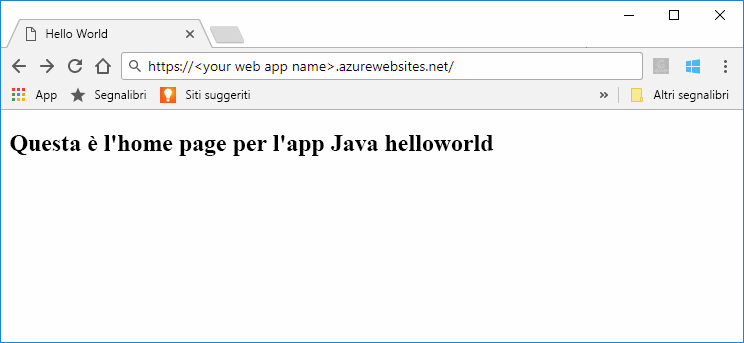 Hello World
https://<your web app name>.azurewebsites.net/
App Segnalibri Siti suggeriti » Altri segnalibri
Questa è l'home page per l'app Java helloworld